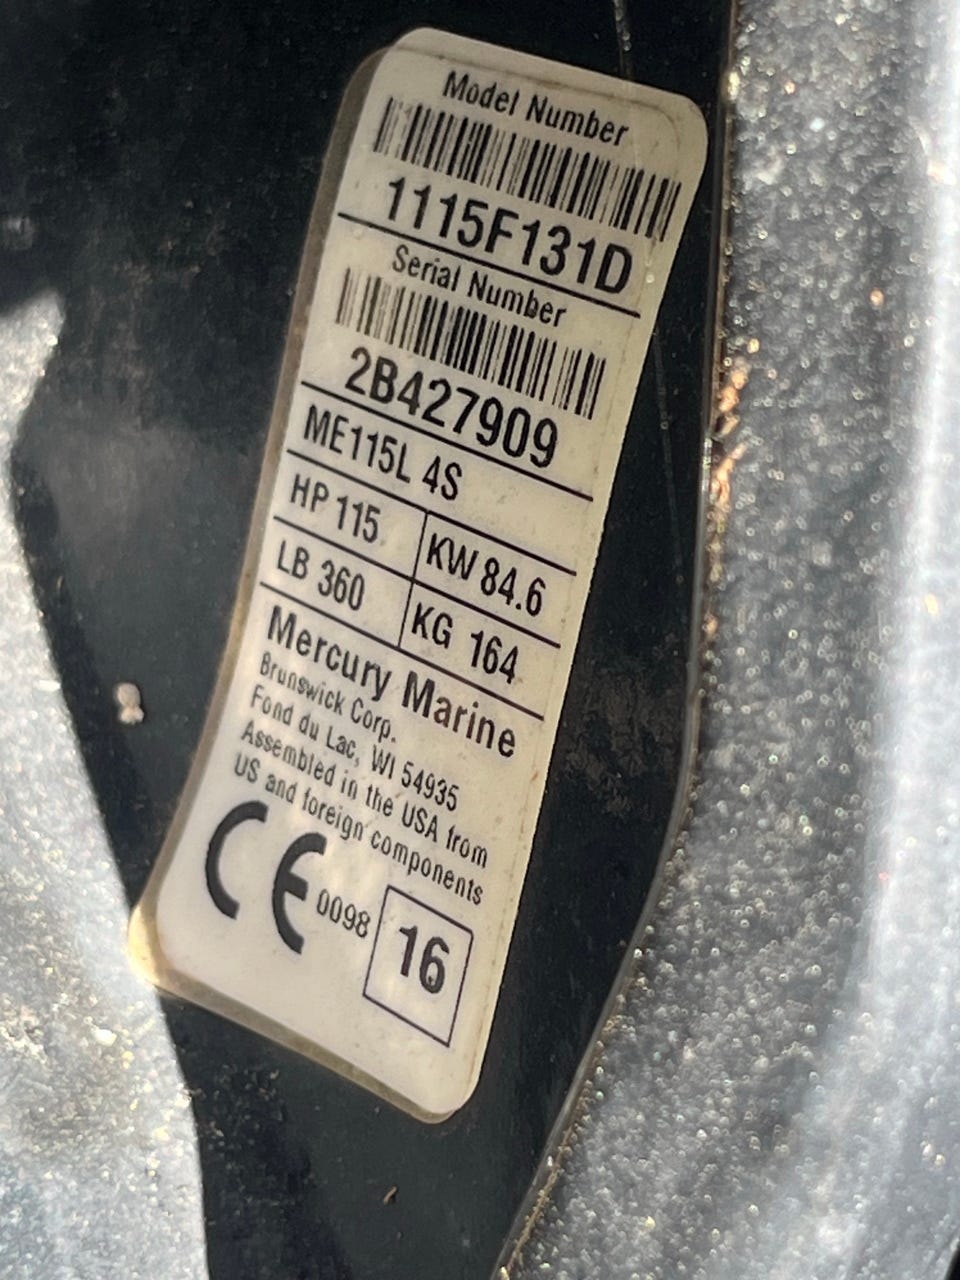 Model Number
1115F131D
Serial Number
2B427909
ME115L 4S
HP 115 KW 84.6
LB 360 KG 164
Mercury Marine
Brunswick Corp.
Fond du Lac, WI 54935
Assembled in the USA from
US and foreign components
CE 0098 16